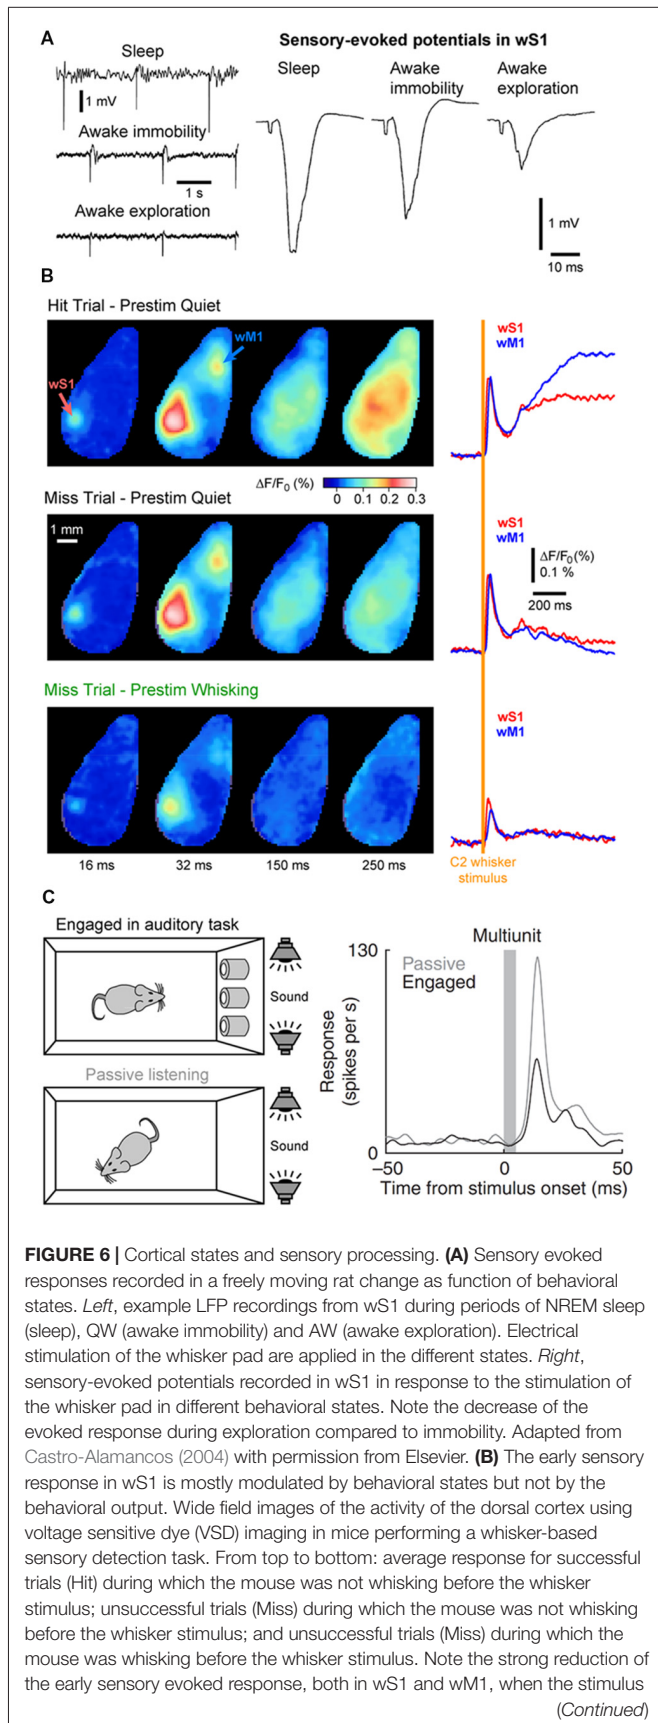 A
Sensory-evoked potentials in wS1
Sleep
1 mV
Awake immobility
1 s
Awake exploration
Sleep
Awake
immobility
Awake
exploration
1 mV
10 ms
B
Hit Trial - Prestim Quiet
wS1
wM1
wS1
wM1
ΔF/F0 (%)
0 0.1 0.2 0.3
Miss Trial - Prestim Quiet
1 mm
wS1
wM1
ΔF/F0 (%)
0.1 %
200 ms
Miss Trial - Prestim Whisking
wS1
wM1
16 ms 32 ms 150 ms 250 ms
C2 whisker
stimulus
C
Engaged in auditory task
Sound
Passive listening
Sound
Multiunit
130
Passive
Engaged
Response
(spikes per s)
0
−50 0 50
Time from stimulus onset (ms)
FIGURE 6 | Cortical states and sensory processing. (A) Sensory evoked
responses recorded in a freely moving rat change as function of behavioral
states. Left, example LFP recordings from wS1 during periods of NREM sleep
(sleep), QW (awake immobility) and AW (awake exploration). Electrical
stimulation of the whisker pad are applied in the different states. Right,
sensory-evoked potentials recorded in wS1 in response to the stimulation of
the whisker pad in different behavioral states. Note the decrease of the
evoked response during exploration compared to immobility. Adapted from
Castro-Alamancos (2004) with permission from Elsevier. (B) The early sensory
response in wS1 is mostly modulated by behavioral states but not by the
behavioral output. Wide field images of the activity of the dorsal cortex using
voltage sensitive dye (VSD) imaging in mice performing a whisker-based
sensory detection task. From top to bottom: average response for successful
trials (Hit) during which the mouse was not whisking before the whisker
stimulus; unsuccessful trials (Miss) during which the mouse was not whisking
before the whisker stimulus; and unsuccessful trials (Miss) during which the
mouse was whisking before the whisker stimulus. Note the strong reduction of
the early sensory evoked response, both in wS1 and wM1, when the stimulus
(Continued)